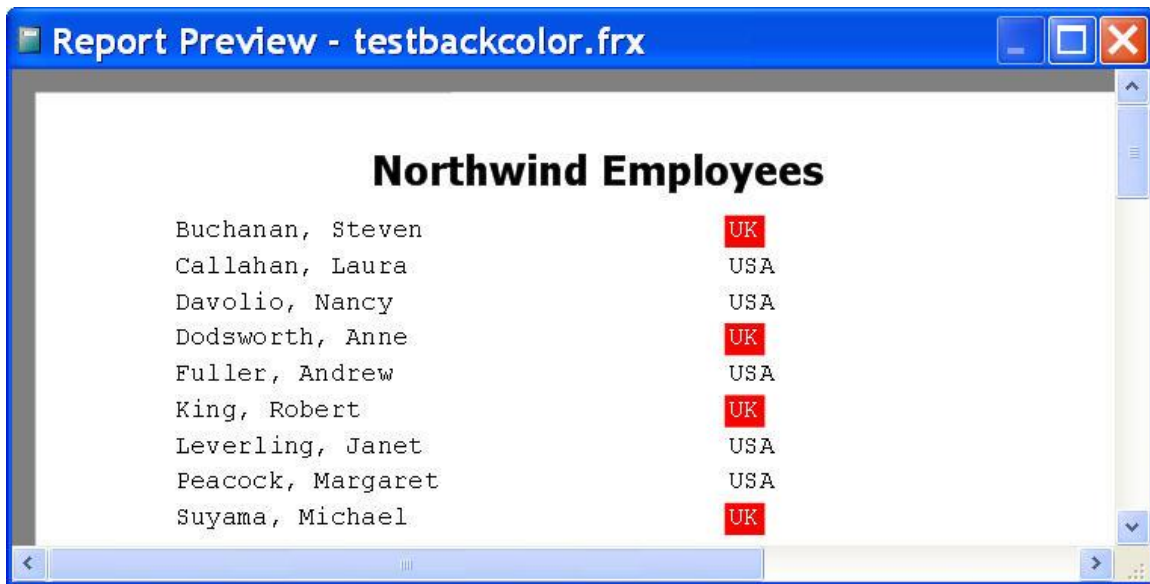 Report Preview - testbackcolor.frx
Northwind Employees
Buchanan, Steven UK
Callahan, Laura USA
Davolio, Nancy USA
Dodsworth, Anne UK
Fuller, Andrew USA
King, Robert UK
Leverling, Janet USA
Peacock, Margaret USA
Suyama, Michael UK